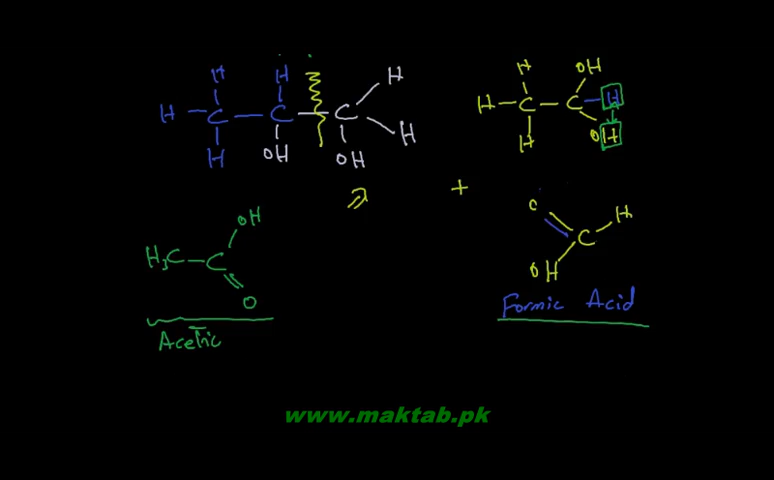 H H H
H - C - C - C
H OH OH H
H OH
H - C - C - H
H OH
+
H₃C - C OH
O
Acetic
O C H
OH
Formic Acid
www.maktab.pk